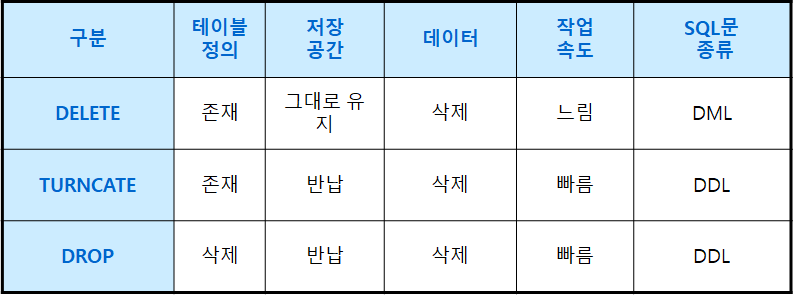 구분 테이블 정의 저장 공간 데이터 작업 속도 SQL문 종류
DELETE 존재 그대로 유지 삭제 느림 DML
TURNCATE 존재 반납 삭제 빠름 DDL
DROP 삭제 반납 삭제 빠름 DDL